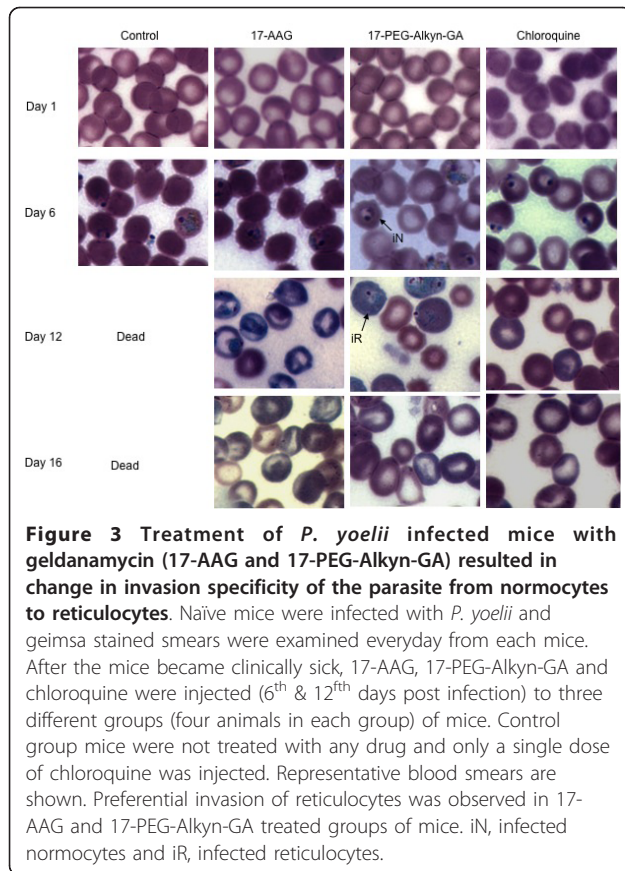 Control 17-AAG 17-PEG-Alkyn-GA Chloroquine
Day 1
Day 6
iN
Day 12 Dead
iR
Day 16 Dead
Figure 3 Treatment of P. yoelii infected mice with
geldanamycin (17-AAG and 17-PEG-Alkyn-GA) resulted in
change in invasion specificity of the parasite from normocytes
to reticulocytes. Naïve mice were infected with P. yoelii and
geimsa stained smears were examined everyday from each mice.
After the mice became clinically sick, 17-AAG, 17-PEG-Alkyn-GA and
chloroquine were injected (6th & 12fth days post infection) to three
different groups (four animals in each group) of mice. Control
group mice were not treated with any drug and only a single dose
of chloroquine was injected. Representative blood smears are
shown. Preferential invasion of reticulocytes was observed in 17-
AAG and 17-PEG-Alkyn-GA treated groups of mice. iN, infected
normocytes and iR, infected reticulocytes.